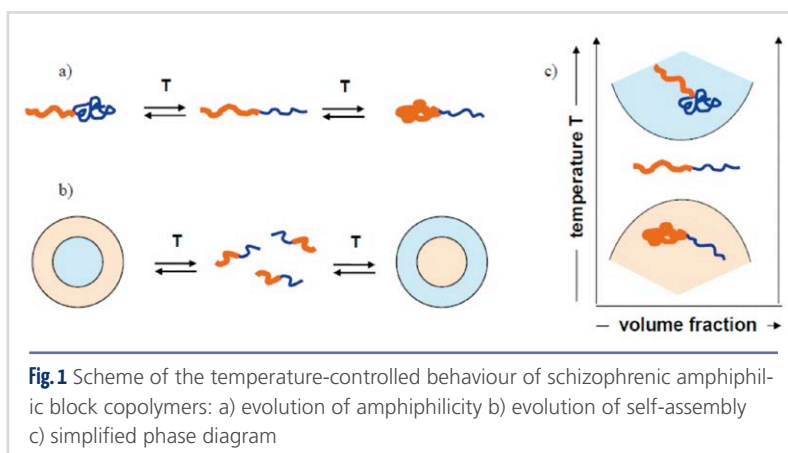 a)
T
T
b)
T
T
c)
temperature T
– volume fraction
Fig. 1 Scheme of the temperature-controlled behaviour of schizophrenic amphiphil-
ic block copolymers: a) evolution of amphiphilicity b) evolution of self-assembly
c) simplified phase diagram